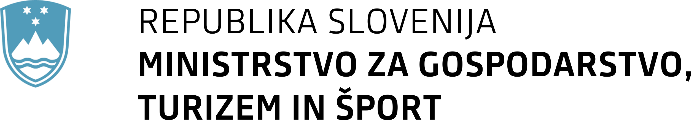 REPUBLIKA SLOVENIJA
MINISTRSTVO ZA GOSPODARSTVO,
TURIZEM IN ŠPORT